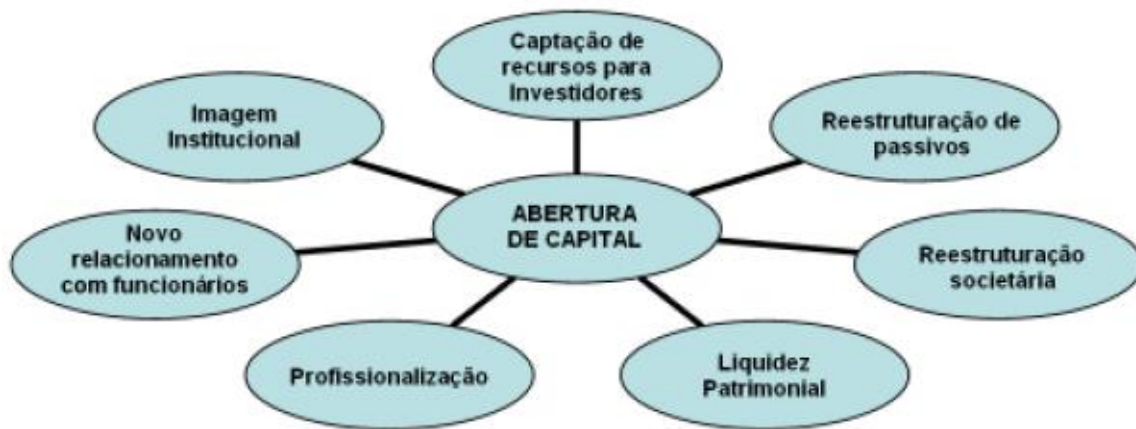 Captação de
recursos para
Investidores
Imagem
Institucional
Reestruturação de
passivos
ABERTURA
DE CAPITAL
Novo
relacionamento
com funcionários
Reestruturação
societária
Profissionalização
Liquidez
Patrimonial